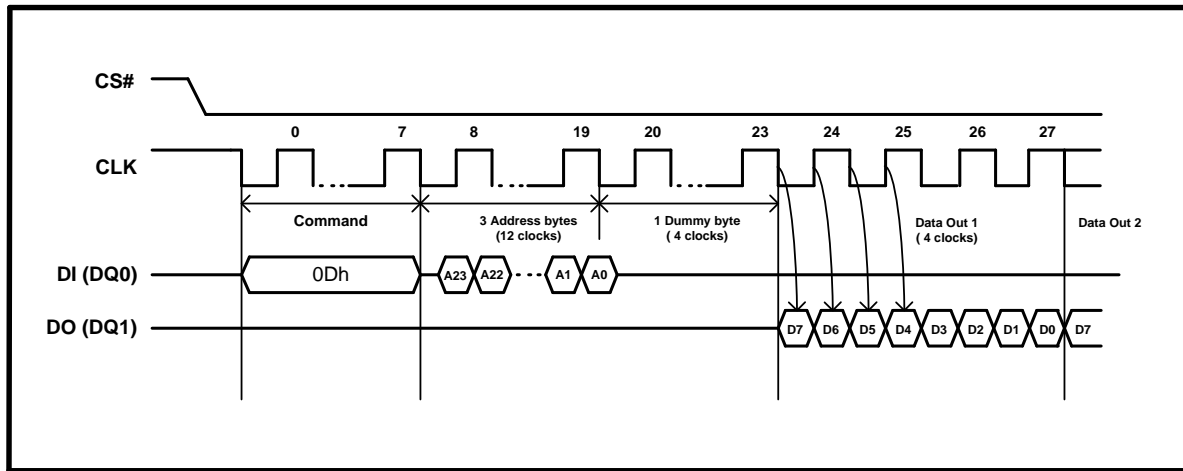 CS#
0 7 8 19 20 23 24 25 26 27
CLK
Command
3 Address bytes
(12 clocks)
1 Dummy byte
( 4 clocks)
Data Out 1
( 4 clocks)
Data Out 2
DI (DQ0)
0Dh
A23 A22 A1 A0
DO (DQ1)
D7 D6 D5 D4 D3 D2 D1 D0 D7